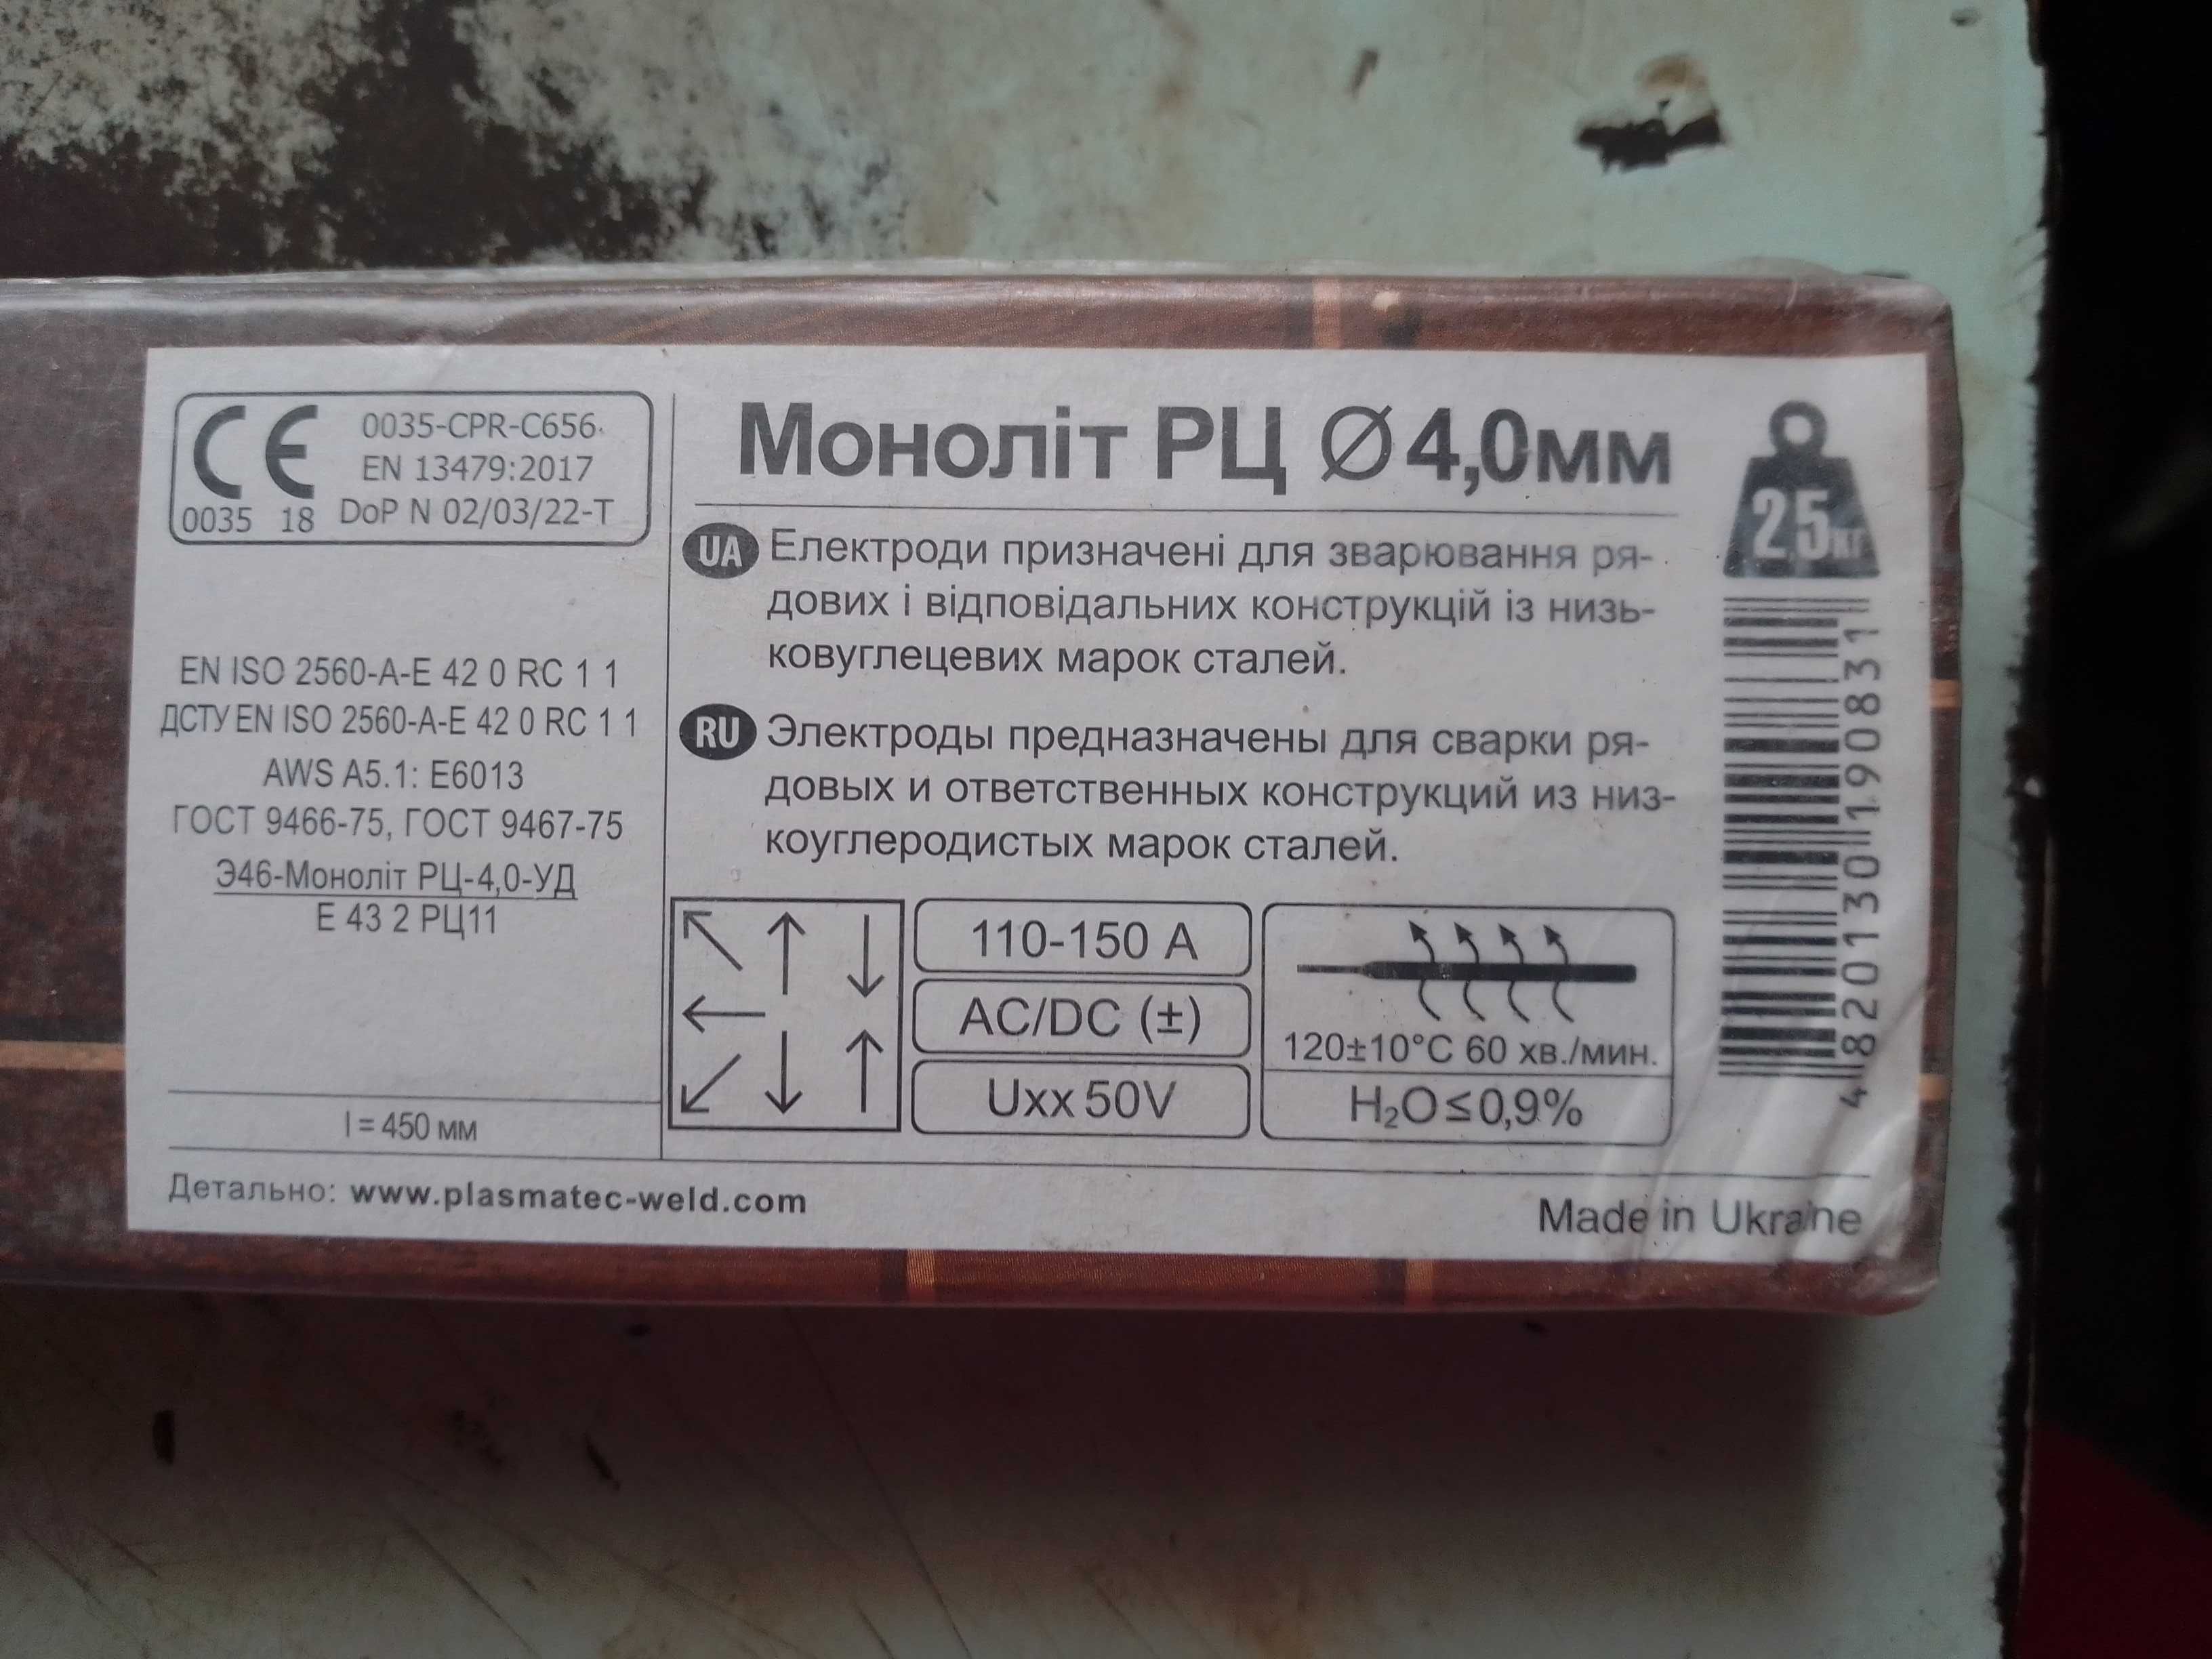 CE 0035-CPR-C656
EN 13479:2017
0035 18 DoP N 02/03/22-T
EN ISO 2560-A-E 42 0 RC 1 1
ДСТУ EN ISO 2560-A-E 42 0 RC 1 1
AWS A5.1: E6013
ГОСТ 9466-75, ГОСТ 9467-75
Э46-Моноліт РЦ-4,0-УД
Е 43 2 РЦ11
l = 450 мм
Моноліт РЦ Ø4,0мм
UA Електроди призначені для зварювання ря-
дових і відповідальних конструкцій із низь-
ковуглецевих марок сталей.
RU Электроды предназначены для сварки ря-
довых и ответственных конструкций из низ-
коуглеродистых марок сталей.
110-150 A
AC/DC (±)
Uxx 50V
120±10°C 60 хв./мин.
H₂O≤0,9%
2,5кг
4 820130 190831
Детально: www.plasmatec-weld.com
Made in Ukraine